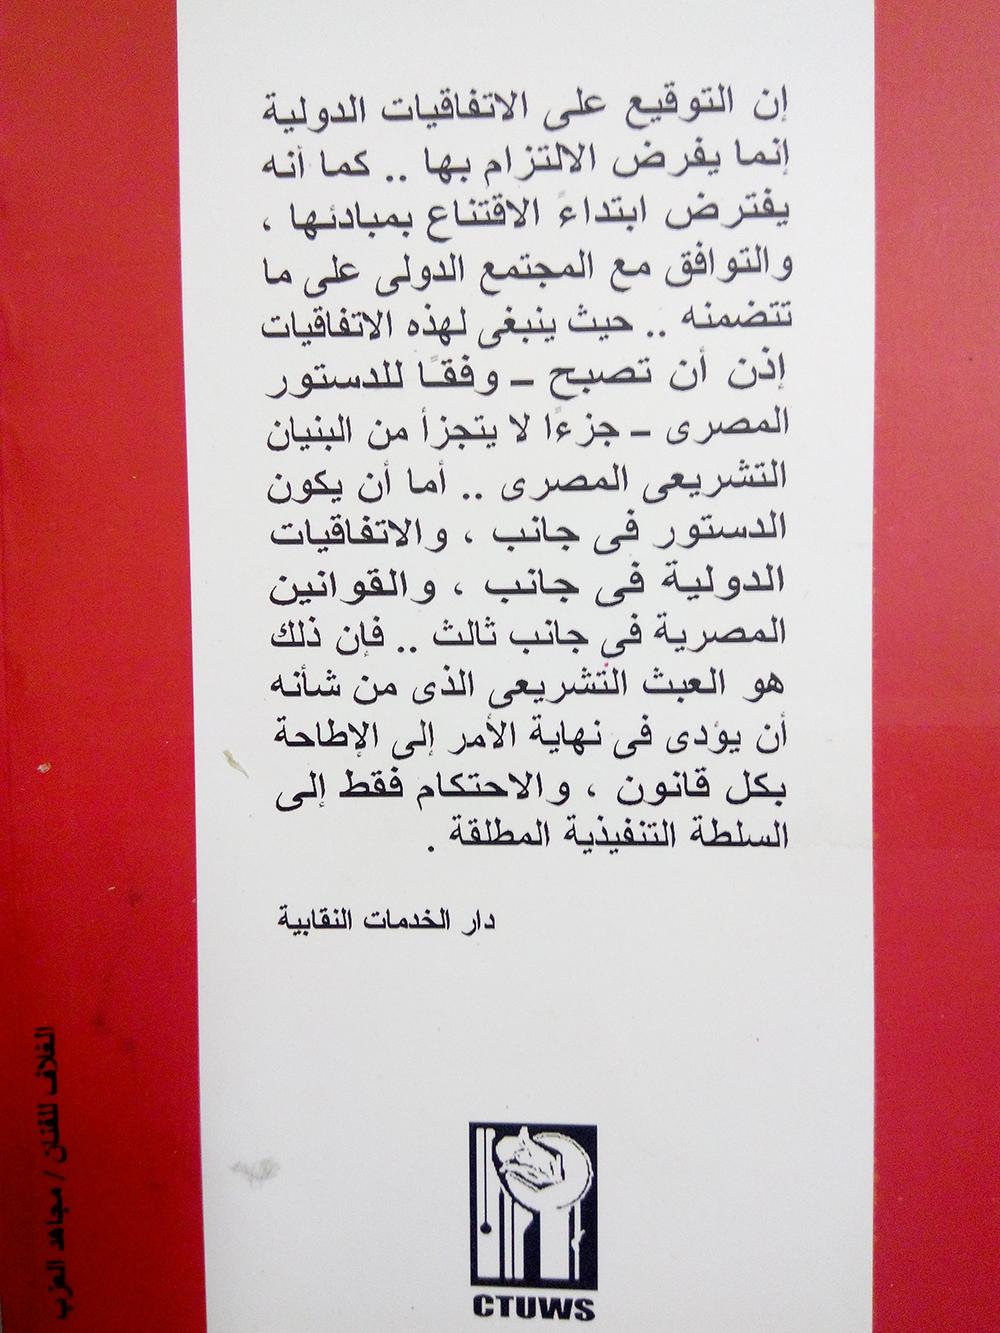 إن التوقيع على الاتفاقيات الدولية
إنما يفرض الالتزام بها .. كما أنه
يفترض ابتداءً الاقتناع بمبادئها ،
والتوافق مع المجتمع الدولى على ما
تتضمنه .. حيث ينبغى لهذه الاتفاقيات
إذن أن تصبح ـ وفقًا للدستور
المصرى ـ جزءًا لا يتجزأ من البنيان
التشريعى المصرى .. أما أن يكون
الدستور فى جانب ، والاتفاقيات
الدولية فى جانب ، والقوانين
المصرية فى جانب ثالث .. فإن ذلك
هو العبث التشريعى الذى من شأنه
أن يؤدى فى نهاية الأمر إلى الإطاحة
بكل قانون ، والاحتكام فقط إلى
السلطة التنفيذية المطلقة .
دار الخدمات النقابية
الغلاف للفنان / مجاهد العزب
CTUWS